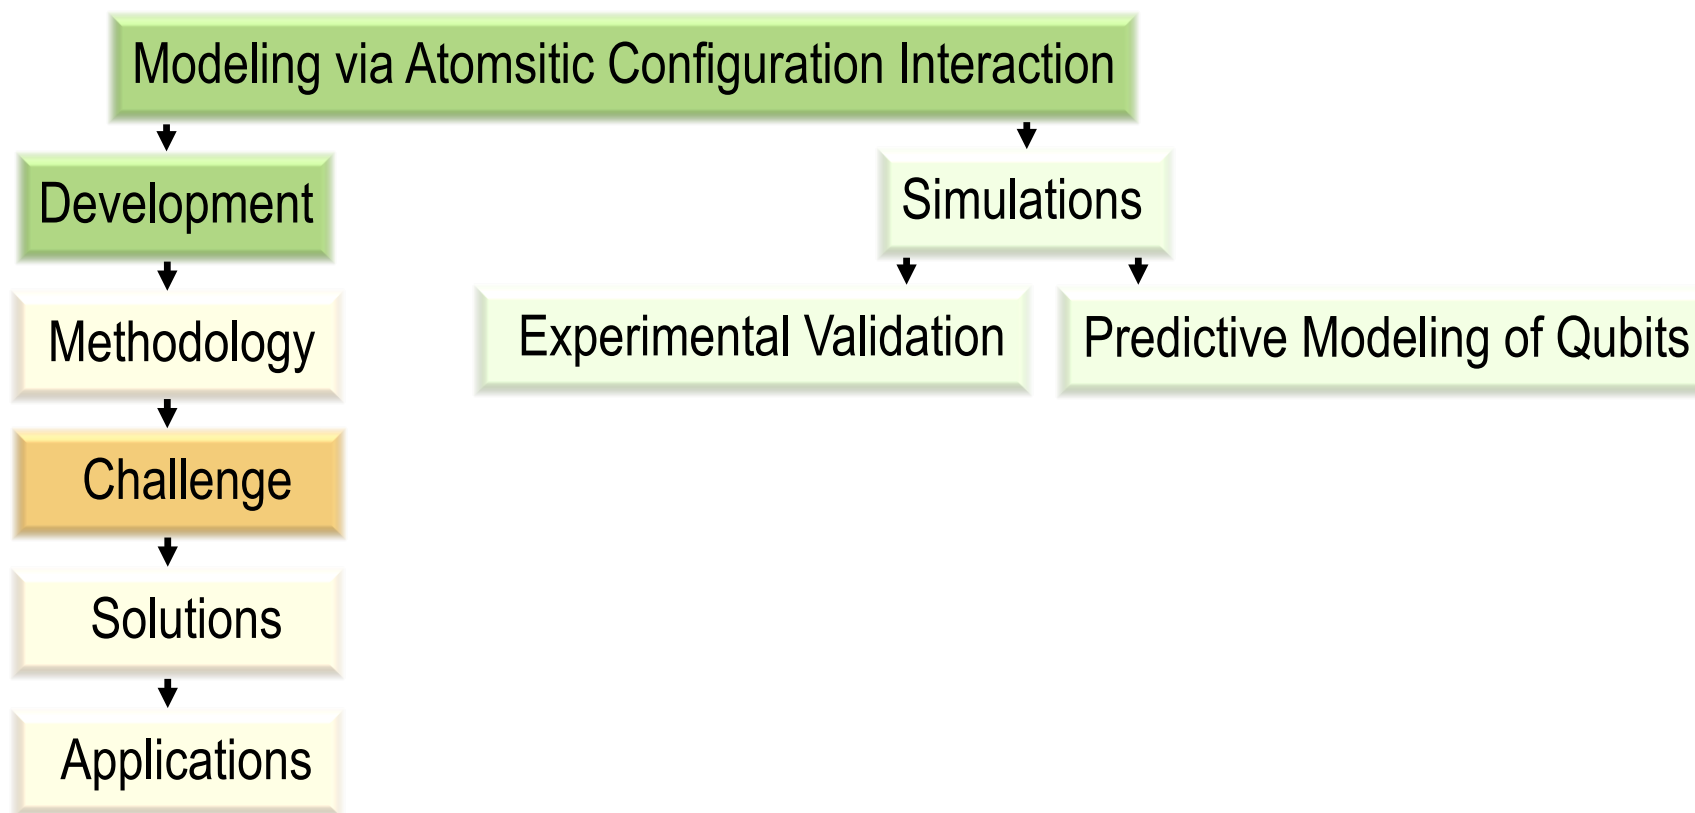 Modeling via Atomsitic Configuration Interaction
Development
Simulations
Methodology
Experimental Validation
Predictive Modeling of Qubits
Challenge
Solutions
Applications